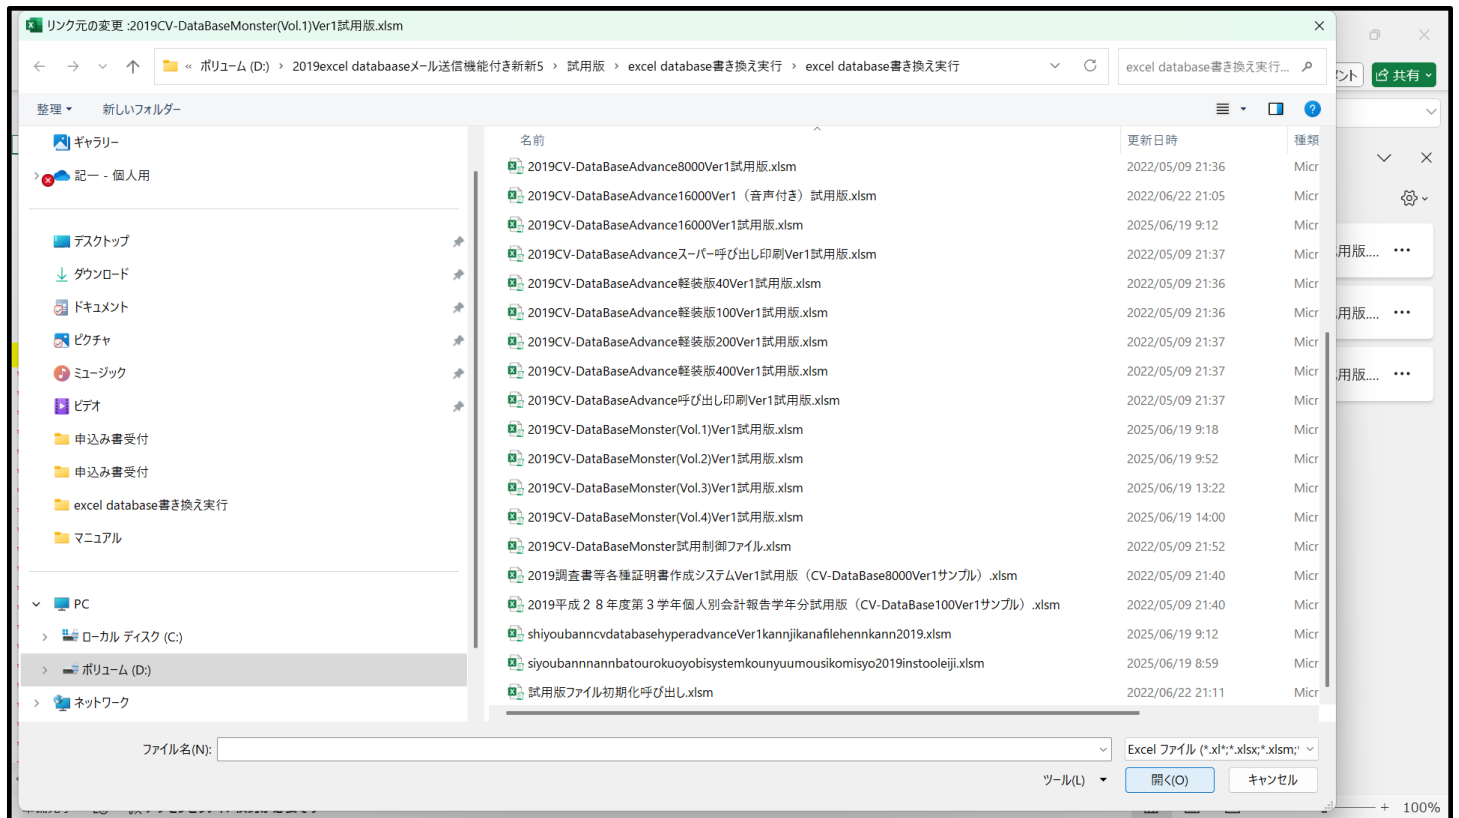 リンク元の変更 :2019CV-DataBaseMonster(Vol.1)Ver1試用版.xlsm
« ボリューム (D:) › 2019excel databaaseメール送信機能付き新新5 › 試用版 › excel database書き換え実行 › excel database書き換え実行
excel database書き換え実行...
共有
整理 新しいフォルダー
ギャラリー
記一 - 個人用
デスクトップ
ダウンロード
ドキュメント
ピクチャ
ミュージック
ビデオ
申込み書受付
申込み書受付
excel database書き換え実行
マニュアル
PC
ローカル ディスク (C:)
ボリューム (D:)
ネットワーク
名前 更新日時 種類
2019CV-DataBaseAdvance8000Ver1試用版.xlsm 2022/05/09 21:36 Micr
2019CV-DataBaseAdvance16000Ver1（音声付き）試用版.xlsm 2022/06/22 21:05 Micr
2019CV-DataBaseAdvance16000Ver1試用版.xlsm 2025/06/19 9:12 Micr
2019CV-DataBaseAdvanceスーパー呼び出し印刷Ver1試用版.xlsm 2022/05/09 21:37 Micr
2019CV-DataBaseAdvance軽装版40Ver1試用版.xlsm 2022/05/09 21:36 Micr
2019CV-DataBaseAdvance軽装版100Ver1試用版.xlsm 2022/05/09 21:36 Micr
2019CV-DataBaseAdvance軽装版200Ver1試用版.xlsm 2022/05/09 21:37 Micr
2019CV-DataBaseAdvance軽装版400Ver1試用版.xlsm 2022/05/09 21:37 Micr
2019CV-DataBaseAdvance呼び出し印刷Ver1試用版.xlsm 2022/05/09 21:37 Micr
2019CV-DataBaseMonster(Vol.1)Ver1試用版.xlsm 2025/06/19 9:18 Micr
2019CV-DataBaseMonster(Vol.2)Ver1試用版.xlsm 2025/06/19 9:52 Micr
2019CV-DataBaseMonster(Vol.3)Ver1試用版.xlsm 2025/06/19 13:22 Micr
2019CV-DataBaseMonster(Vol.4)Ver1試用版.xlsm 2025/06/19 14:00 Micr
2019CV-DataBaseMonster試用制御ファイル.xlsm 2022/05/09 21:52 Micr
2019調査書等各種証明書作成システムVer1試用版（CV-DataBase8000Ver1サンプル）.xlsm 2022/05/09 21:40 Micr
2019平成２８年度第３学年個人別会計報告学年分試用版（CV-DataBase100Ver1サンプル）.xlsm 2022/05/09 21:40 Micr
shiyoubanncvdatabasehyperadvanceVer1kannjikanafilehennkann2019.xlsm 2025/06/19 9:12 Micr
siyoubannnannbatourokuoyobisystemkounyuumousikomisyo2019instooleiji.xlsm 2025/06/19 8:59 Micr
試用版ファイル初期化呼び出し.xlsm 2022/06/22 21:11 Micr
用版....
用版....
用版....
ファイル名(N):
Excel ファイル (*.xl*;*.xlsx;*.xlsm;
ツール(L) 開く(O) キャンセル
100%